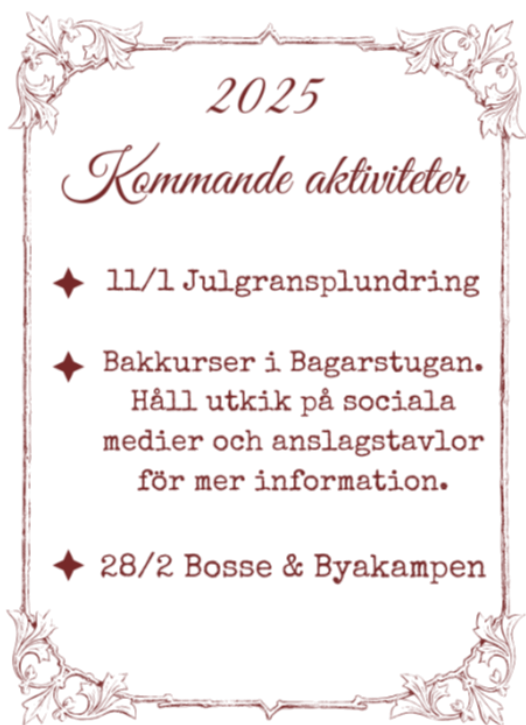 2025
Kommande aktiviteter
11/1 Julgransplundring
Bakkurser i Bagarstugan.
Håll utkik på sociala
medier och anslagstavlor
för mer information.
28/2 Bosse & Byakampen